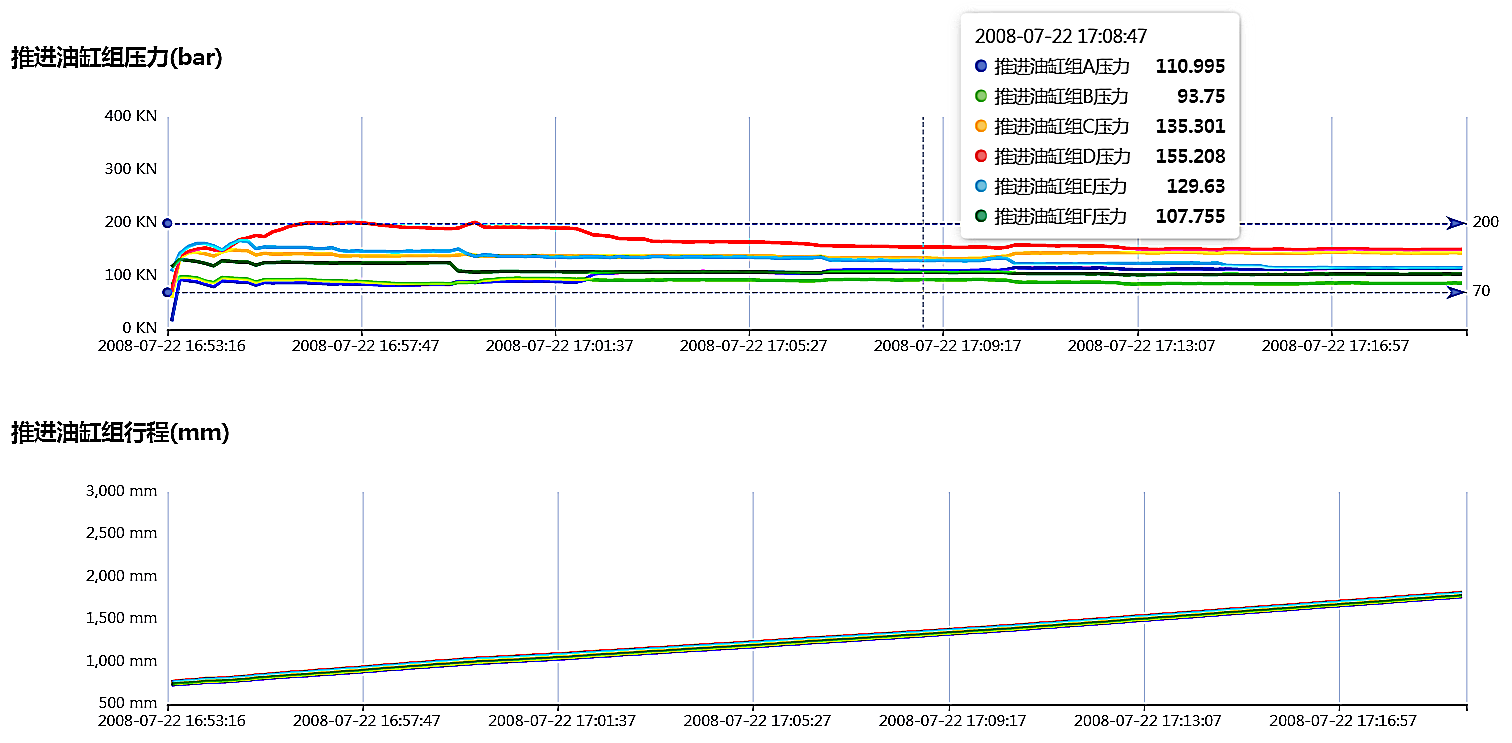 2008-07-22 17:08:47
推进油缸组压力(bar)
推进油缸组A压力 110.995
推进油缸组B压力 93.75
推进油缸组C压力 135.301
推进油缸组D压力 155.208
推进油缸组E压力 129.63
推进油缸组F压力 107.755
400 KN
300 KN
200 KN
200
100 KN
70
0 KN
2008-07-22 16:53:16 2008-07-22 16:57:47 2008-07-22 17:01:37 2008-07-22 17:05:27 2008-07-22 17:09:17 2008-07-22 17:13:07 2008-07-22 17:16:57
推进油缸组行程(mm)
3,000 mm
2,500 mm
2,000 mm
1,500 mm
1,000 mm
500 mm
2008-07-22 16:53:16 2008-07-22 16:57:47 2008-07-22 17:01:37 2008-07-22 17:05:27 2008-07-22 17:09:17 2008-07-22 17:13:07 2008-07-22 17:16:57